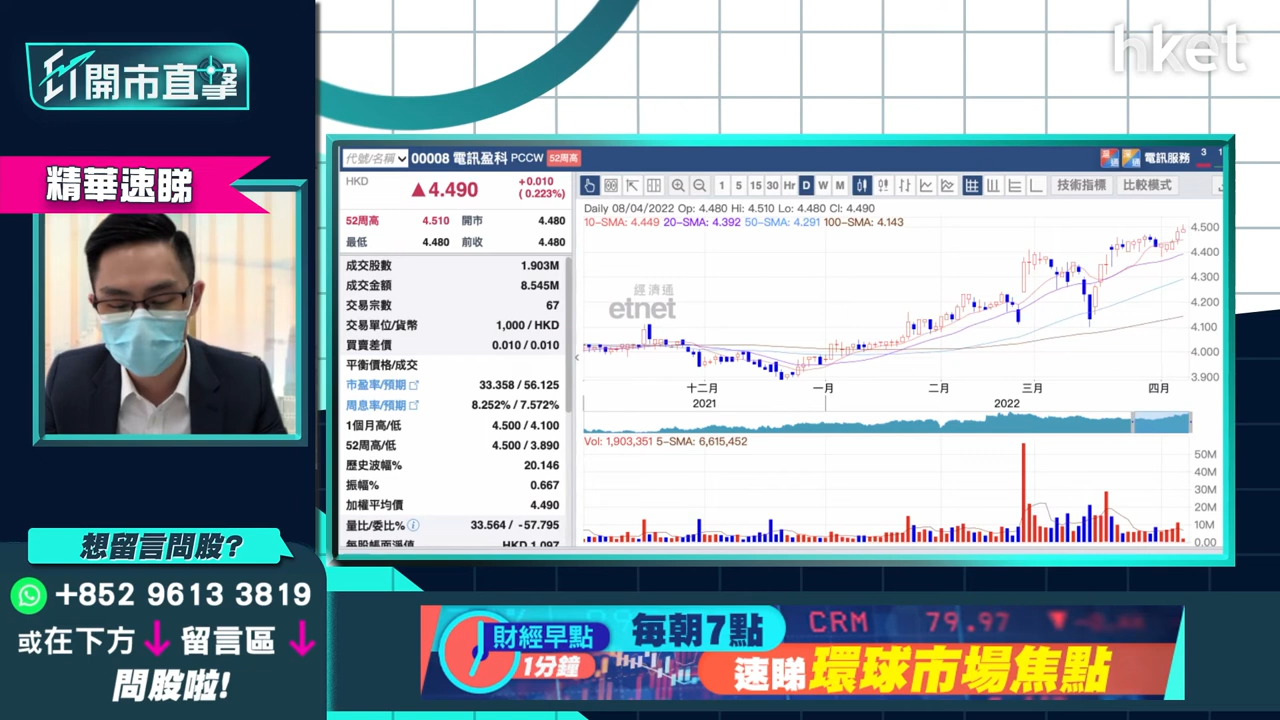 hket
ET開市直擊
精華速睇
代號/名稱 00008 電訊盈科 PCCW 52周高
電訊服務 3
HKD ▲4.490 +0.010 (0.223%)
52周高 4.510 開市 4.480
最低 4.480 前收 4.480
成交股數 1.903M
成交金額 8.545M
交易宗數 67
交易單位/貨幣 1,000 / HKD
買賣差價 0.010 / 0.010
平衡價格/成交
市盈率/預期 33.358 / 56.125
周息率/預期 8.252% / 7.572%
1個月高/低 4.500 / 4.100
52周高/低 4.500 / 3.890
歷史波幅% 20.146
振幅% 0.667
加權平均價 4.490
量比/委比% 33.564 / -57.795
每股帳面淨值 HKD 1.097
1 5 15 30 Hr D W M 技術指標 比較模式
Daily 08/04/2022 Op: 4.480 Hi: 4.510 Lo: 4.480 Cl: 4.490
10-SMA: 4.449 20-SMA: 4.392 50-SMA: 4.291 100-SMA: 4.143
經濟通
etnet
4.500
4.400
4.300
4.200
4.100
4.000
3.900
十二月 一月 二月 三月 四月
2021 2022
Vol: 1,903,351 5-SMA: 6,615,452
50M
40M
30M
20M
10M
0.00
想留言問股?
+852 9613 3819
或在下方 留言區
問股啦!
財經早點
1分鐘
每朝7點
速睇環球市場焦點
CRM 79.97